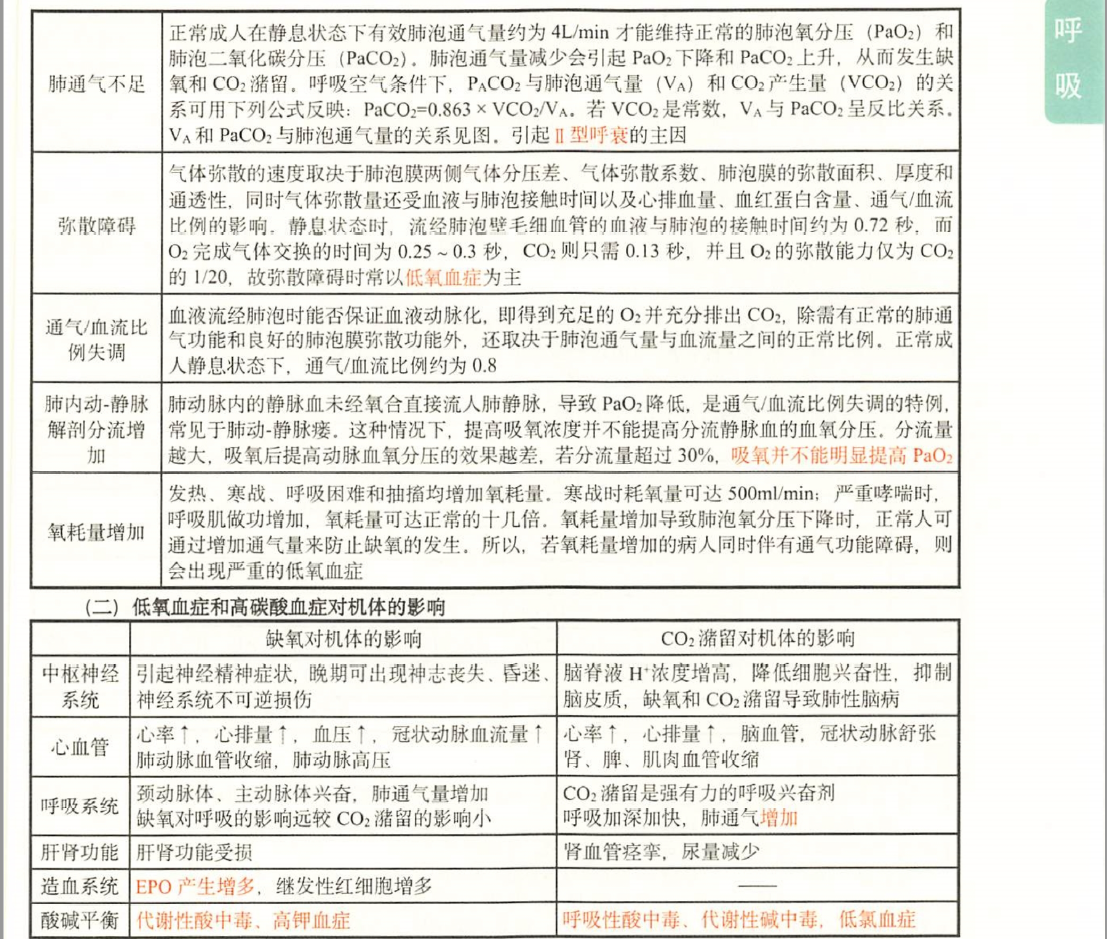 呼
吸
肺通气不足
正常成人在静息状态下有效肺泡通气量约为 4L/min 才能维持正常的肺泡氧分压（PaO₂）和
肺泡二氧化碳分压（PaCO₂）。肺泡通气量减少会引起 PaO₂ 下降和 PaCO₂ 上升，从而发生缺
氧和 CO₂ 潴留。呼吸空气条件下，PACO₂ 与肺泡通气量（VA）和 CO₂ 产生量（VCO₂）的关
系可用下列公式反映：PaCO₂=0.863 × VCO₂/VA。若 VCO₂ 是常数，VA 与 PaCO₂ 呈反比关系。
VA 和 PaCO₂ 与肺泡通气量的关系见图。引起Ⅱ型呼衰的主因
弥散障碍
气体弥散的速度取决于肺泡膜两侧气体分压差、气体弥散系数、肺泡膜的弥散面积、厚度和
通透性，同时气体弥散量还受血液与肺泡接触时间以及心排血量、血红蛋白含量、通气/血流
比例的影响。静息状态时，流经肺泡壁毛细血管的血液与肺泡的接触时间约为 0.72 秒，而
O₂ 完成气体交换的时间为 0.25 ~ 0.3 秒，CO₂ 则只需 0.13 秒，并且 O₂ 的弥散能力仅为 CO₂
的 1/20，故弥散障碍时常以低氧血症为主
通气/血流比
例失调
血液流经肺泡时能否保证血液动脉化，即得到充足的 O₂ 并充分排出 CO₂，除需有正常的肺通
气功能和良好的肺泡膜弥散功能外，还取决于肺泡通气量与血流量之间的正常比例。正常成
人静息状态下，通气/血流比例约为 0.8
肺内动-静脉
解剖分流增
加
肺动脉内的静脉血未经氧合直接流人肺静脉，导致 PaO₂ 降低，是通气/血流比例失调的特例，
常见于肺动-静脉瘘。这种情况下，提高吸氧浓度并不能提高分流静脉血的血氧分压。分流量
越大，吸氧后提高动脉血氧分压的效果越差，若分流量超过 30%，吸氧并不能明显提高 PaO₂
氧耗量增加
发热、寒战、呼吸困难和抽搐均增加氧耗量。寒战时耗氧量可达 500ml/min；严重哮喘时，
呼吸肌做功增加，氧耗量可达正常的十几倍。氧耗量增加导致肺泡氧分压下降时，正常人可
通过增加通气量来防止缺氧的发生。所以，若氧耗量增加的病人同时伴有通气功能障碍，则
会出现严重的低氧血症
（二）低氧血症和高碳酸血症对机体的影响
缺氧对机体的影响 CO₂ 潴留对机体的影响
中枢神经
系统
引起神经精神症状，晚期可出现神志丧失、昏迷、
神经系统不可逆损伤
脑脊液 H⁺浓度增高，降低细胞兴奋性，抑制
脑皮质，缺氧和 CO₂ 潴留导致肺性脑病
心血管
心率↑，心排量↑，血压↑，冠状动脉血流量↑
肺动脉血管收缩，肺动脉高压
心率↑，心排量↑，脑血管，冠状动脉舒张
肾、脾、肌肉血管收缩
呼吸系统
颈动脉体、主动脉体兴奋，肺通气量增加
缺氧对呼吸的影响远较 CO₂ 潴留的影响小
CO₂ 潴留是强有力的呼吸兴奋剂
呼吸加深加快，肺通气增加
肝肾功能 肝肾功能受损 肾血管痉挛，尿量减少
造血系统 EPO 产生增多，继发性红细胞增多 ——
酸碱平衡 代谢性酸中毒、高钾血症 呼吸性酸中毒、代谢性碱中毒，低氯血症